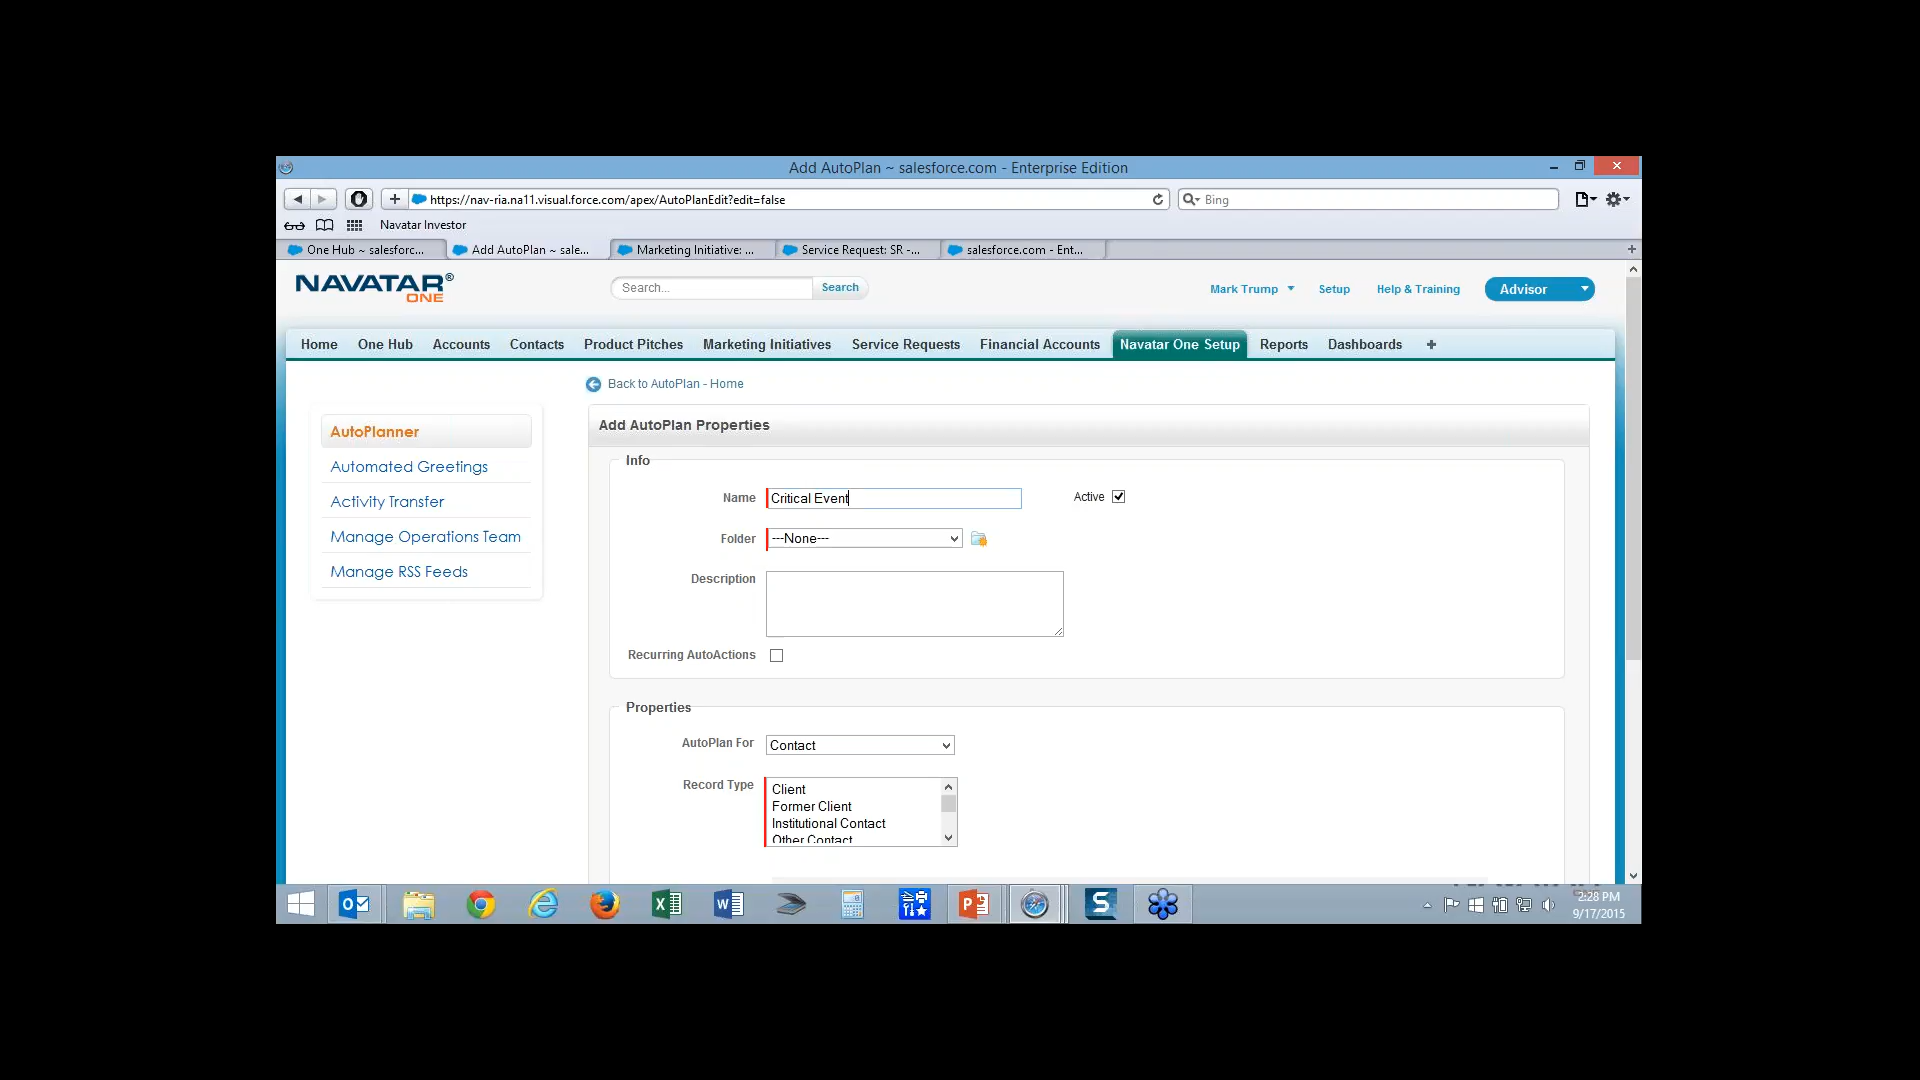 Add AutoPlan ~ salesforce.com - Enterprise Edition
https://nav-ria.na11.visual.force.com/apex/AutoPlanEdit?edit=false
Bing
Navatar Investor
One Hub ~ salesforc...
Add AutoPlan ~ sale...
Marketing Initiative: ...
Service Request: SR -...
salesforce.com - Ent...
NAVATAR®
ONE
Search...
Search
Mark Trump
Setup
Help & Training
Advisor
Home One Hub Accounts Contacts Product Pitches Marketing Initiatives Service Requests Financial Accounts Navatar One Setup Reports Dashboards +
Back to AutoPlan - Home
AutoPlanner
Automated Greetings
Activity Transfer
Manage Operations Team
Manage RSS Feeds
Add AutoPlan Properties
Info
Name Critical Event Active
Folder ---None---
Description
Recurring AutoActions
Properties
AutoPlan For Contact
Record Type
Client
Former Client
Institutional Contact
Other Contact
2:28 PM
9/17/2015